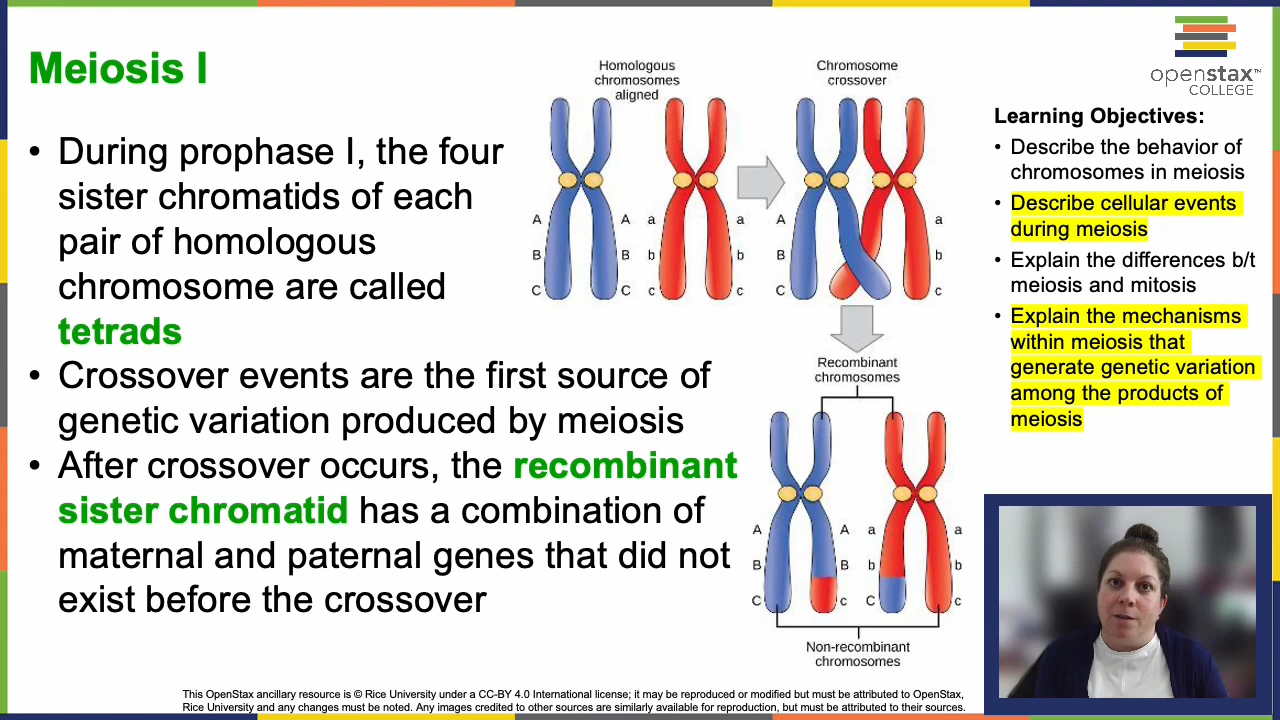 Meiosis I
• During prophase I, the four
sister chromatids of each
pair of homologous
chromosome are called
tetrads
• Crossover events are the first source of
genetic variation produced by meiosis
• After crossover occurs, the recombinant
sister chromatid has a combination of
maternal and paternal genes that did not
exist before the crossover
Homologous
chromosomes
aligned
Chromosome
crossover
A A a a A a
B B b b B b
C C c c C c
Recombinant
chromosomes
A A a a
B B b b
C c C c
Non-recombinant
chromosomes
openstax™
COLLEGE
Learning Objectives:
• Describe the behavior of
chromosomes in meiosis
• Describe cellular events
during meiosis
• Explain the differences b/t
meiosis and mitosis
• Explain the mechanisms
within meiosis that
generate genetic variation
among the products of
meiosis
This OpenStax ancillary resource is © Rice University under a CC-BY 4.0 International license; it may be reproduced or modified but must be attributed to OpenStax,
Rice University and any changes must be noted. Any images credited to other sources are similarly available for reproduction, but must be attributed to their sources.